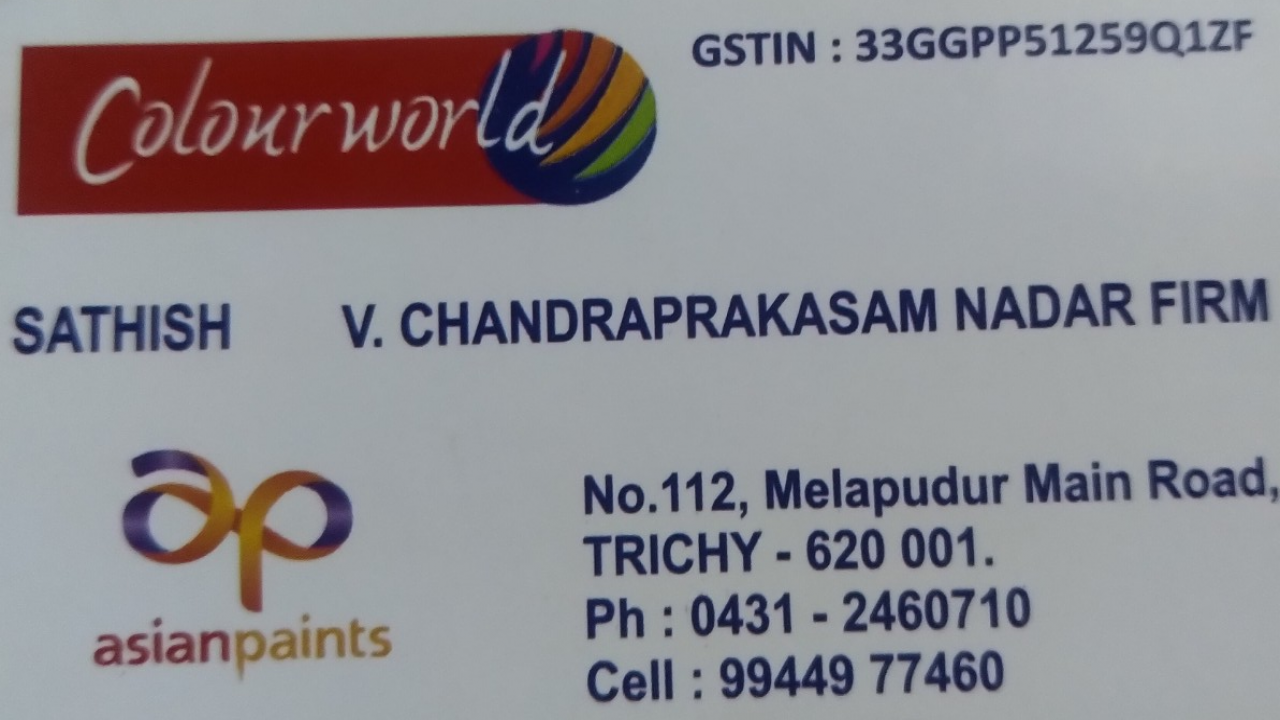 Colourworld
GSTIN : 33GGPP51259Q1ZF
SATHISH V. CHANDRAPRAKASAM NADAR FIRM
ap
asianpaints
No.112, Melapudur Main Road,
TRICHY - 620 001.
Ph : 0431 - 2460710
Cell : 99449 77460